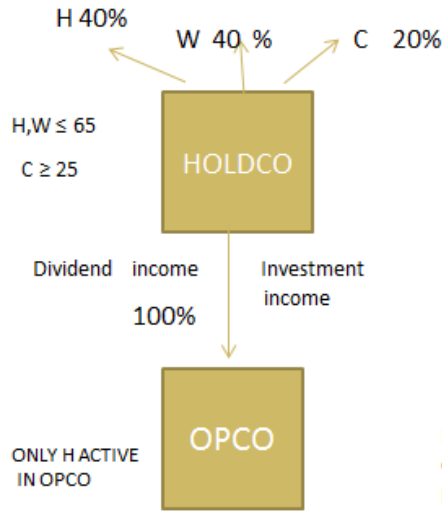 H 40%
W 40 %
C 20%
H,W ≤ 65
C ≥ 25
HOLDCO
Dividend income
Investment
income
100%
OPCO
ONLY H ACTIVE
IN OPCO